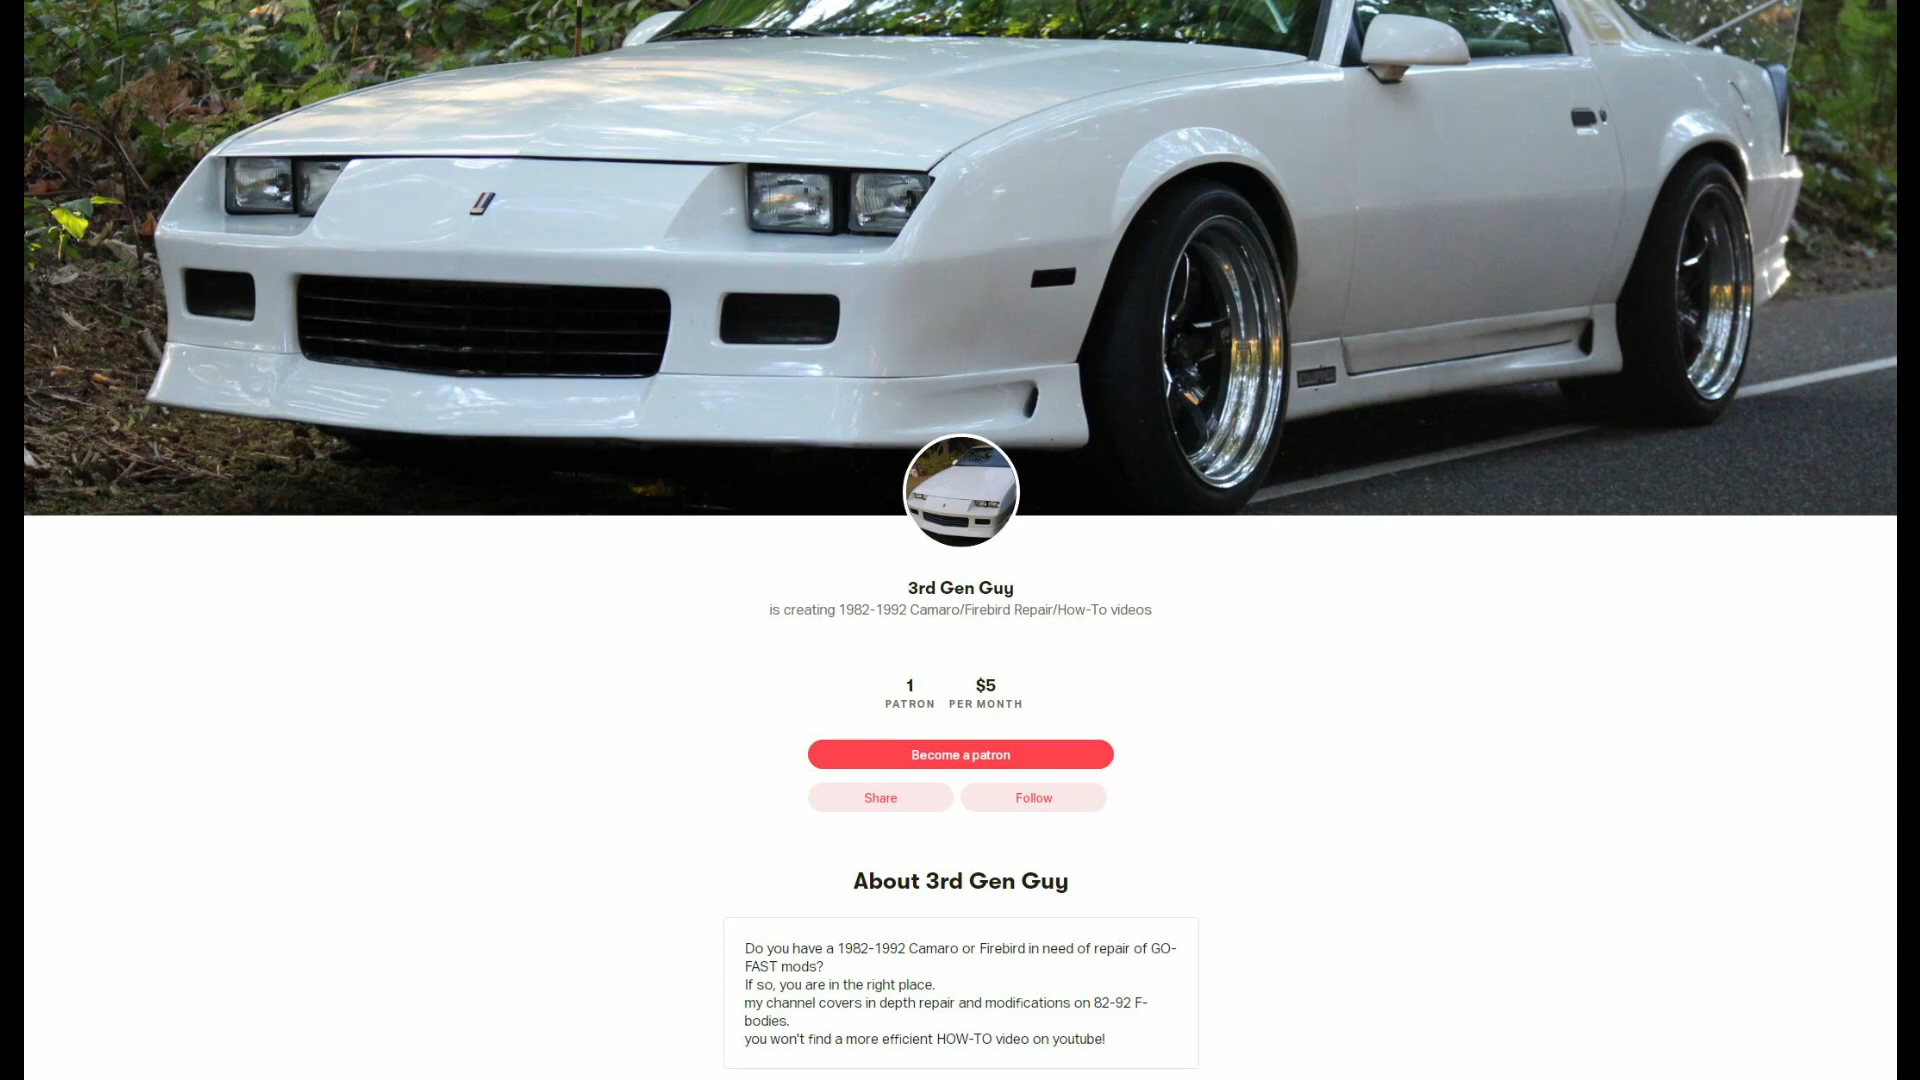 3rd Gen Guy
is creating 1982-1992 Camaro/Firebird Repair/How-To videos
1 $5
PATRON PER MONTH
Become a patron
Share Follow
About 3rd Gen Guy
Do you have a 1982-1992 Camaro or Firebird in need of repair of GO-
FAST mods?
If so, you are in the right place.
my channel covers in depth repair and modifications on 82-92 F-
bodies.
you won't find a more efficient HOW-TO video on youtube!